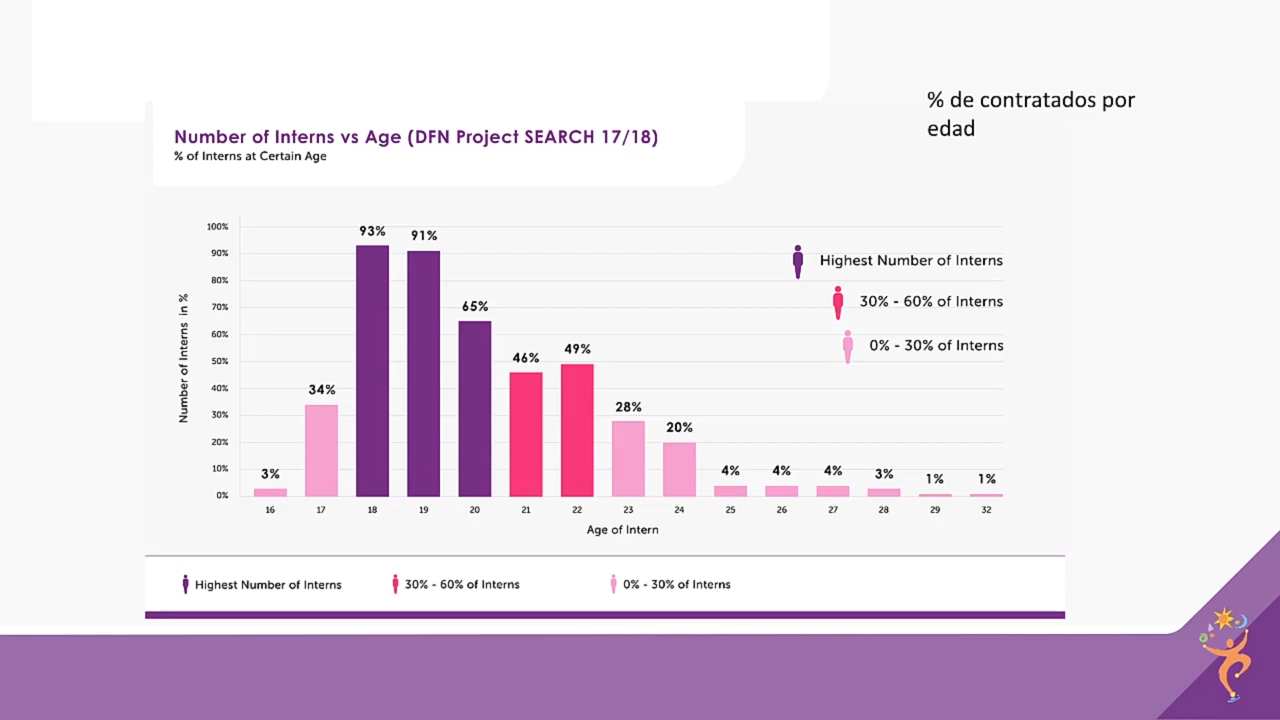 % de contratados por
edad
Number of Interns vs Age (DFN Project SEARCH 17/18)
% of Interns at Certain Age
Number of Interns in %
100%
90%
80%
70%
60%
50%
40%
30%
20%
10%
0%
3%
34%
93%
91%
65%
46%
49%
28%
20%
4%
4%
4%
3%
1%
1%
Highest Number of Interns
30% - 60% of Interns
0% - 30% of Interns
16 17 18 19 20 21 22 23 24 25 26 27 28 29 32
Age of Intern
Highest Number of Interns 30% - 60% of Interns 0% - 30% of Interns